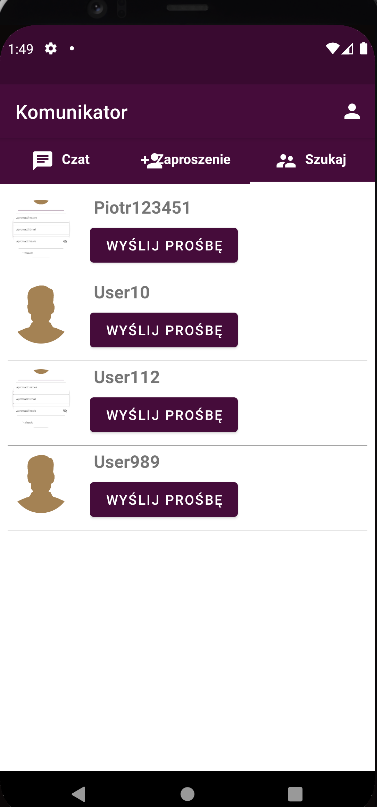 1:49
Komunikator
Czat
Zaproszenie
Szukaj
Piotr123451
WYŚLIJ PROŚBĘ
User10
WYŚLIJ PROŚBĘ
User112
WYŚLIJ PROŚBĘ
User989
WYŚLIJ PROŚBĘ